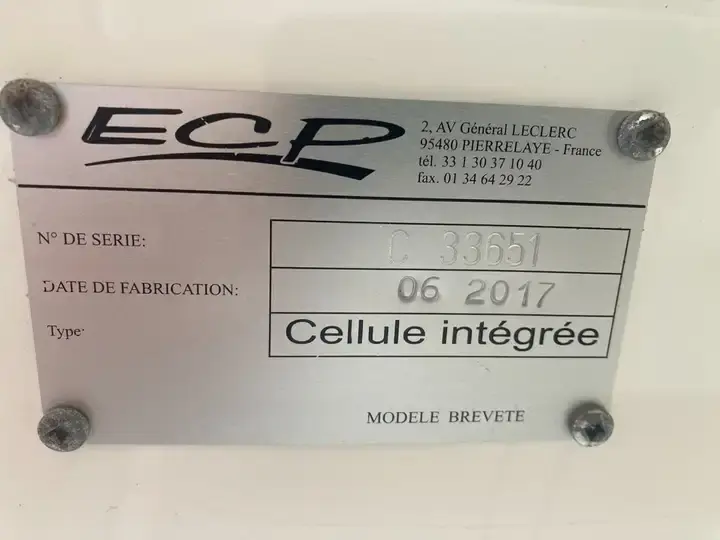 ECP
2, AV Général LECLERC
95480 PIERRELAYE - France
tél. 33 1 30 37 10 40
fax. 01 34 64 29 22
N° DE SERIE: C 33651
DATE DE FABRICATION: 06 2017
Type: Cellule intégrée
MODELE BREVETE